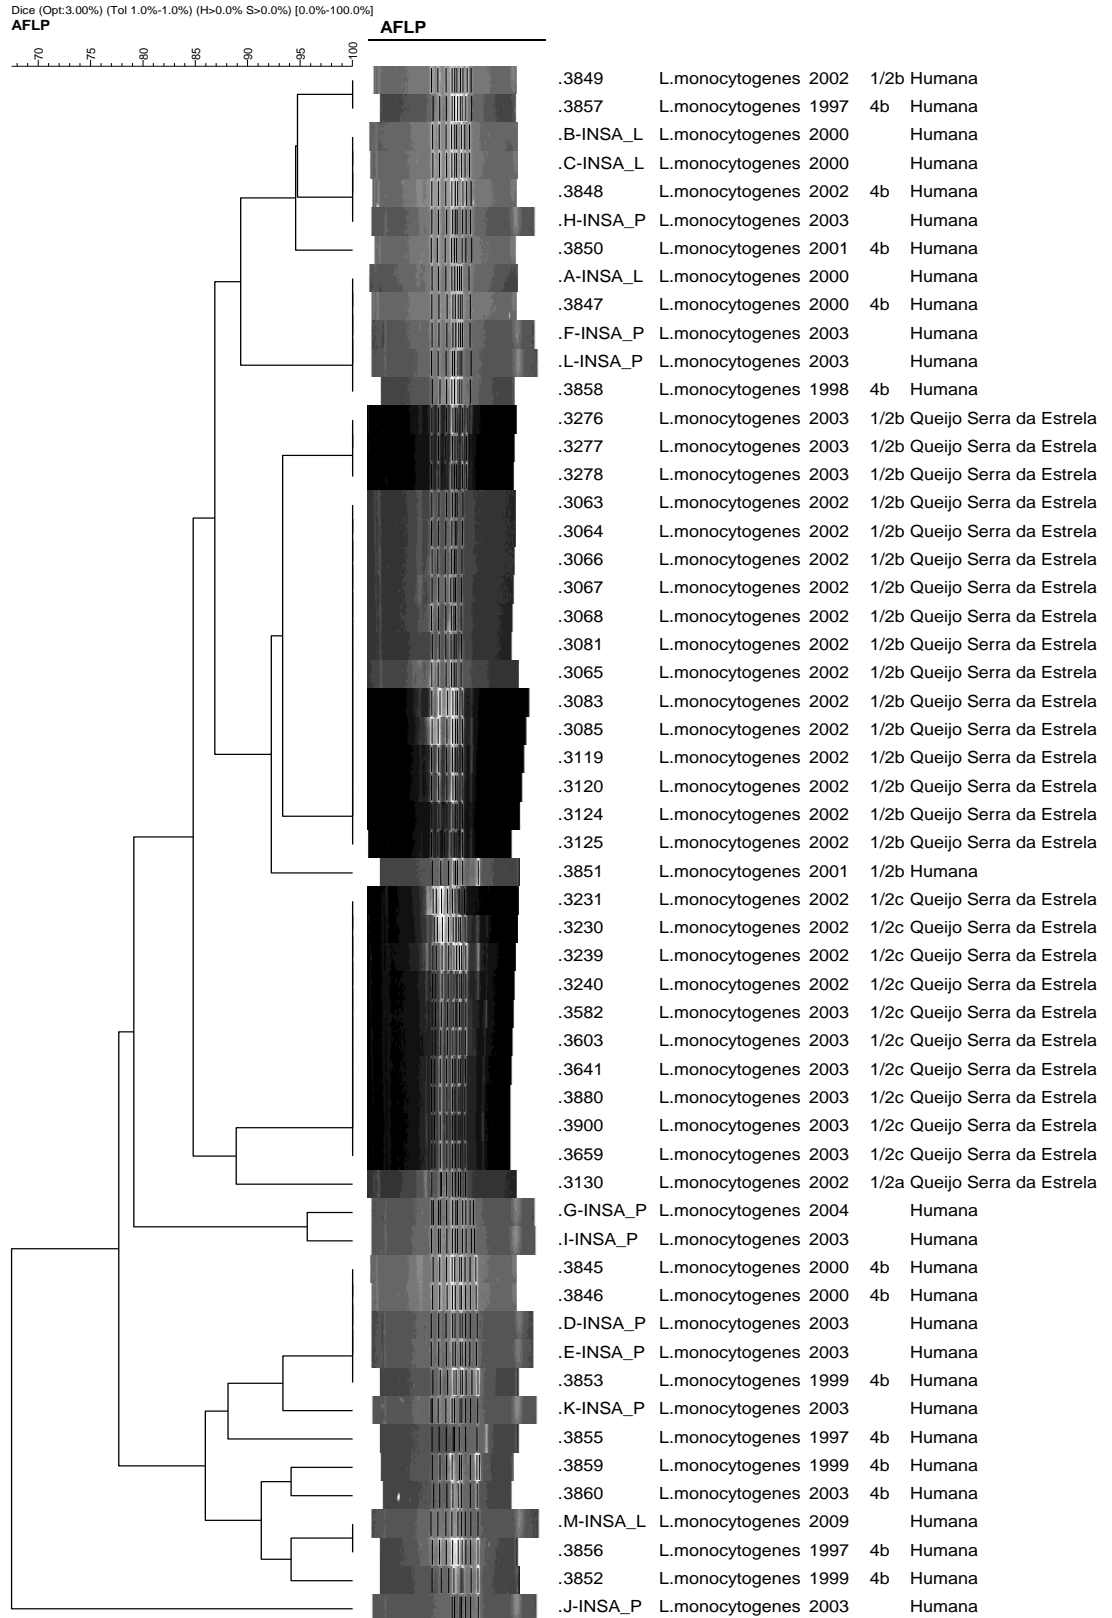 Dice (Opt:3.00%) (Tol 1.0%-1.0%) (H>0.0% S>0.0%) [0.0%-100.0%]
AFLP AFLP
70 75 80 85 90 95 100
.3849 L.monocytogenes 2002 1/2b Humana
.3857 L.monocytogenes 1997 4b Humana
.B-INSA_L L.monocytogenes 2000 Humana
.C-INSA_L L.monocytogenes 2000 Humana
.3848 L.monocytogenes 2002 4b Humana
.H-INSA_P L.monocytogenes 2003 Humana
.3850 L.monocytogenes 2001 4b Humana
.A-INSA_L L.monocytogenes 2000 Humana
.3847 L.monocytogenes 2000 4b Humana
.F-INSA_P L.monocytogenes 2003 Humana
.L-INSA_P L.monocytogenes 2003 Humana
.3858 L.monocytogenes 1998 4b Humana
.3276 L.monocytogenes 2003 1/2b Queijo Serra da Estrela
.3277 L.monocytogenes 2003 1/2b Queijo Serra da Estrela
.3278 L.monocytogenes 2003 1/2b Queijo Serra da Estrela
.3063 L.monocytogenes 2002 1/2b Queijo Serra da Estrela
.3064 L.monocytogenes 2002 1/2b Queijo Serra da Estrela
.3066 L.monocytogenes 2002 1/2b Queijo Serra da Estrela
.3067 L.monocytogenes 2002 1/2b Queijo Serra da Estrela
.3068 L.monocytogenes 2002 1/2b Queijo Serra da Estrela
.3081 L.monocytogenes 2002 1/2b Queijo Serra da Estrela
.3065 L.monocytogenes 2002 1/2b Queijo Serra da Estrela
.3083 L.monocytogenes 2002 1/2b Queijo Serra da Estrela
.3085 L.monocytogenes 2002 1/2b Queijo Serra da Estrela
.3119 L.monocytogenes 2002 1/2b Queijo Serra da Estrela
.3120 L.monocytogenes 2002 1/2b Queijo Serra da Estrela
.3124 L.monocytogenes 2002 1/2b Queijo Serra da Estrela
.3125 L.monocytogenes 2002 1/2b Queijo Serra da Estrela
.3851 L.monocytogenes 2001 1/2b Humana
.3231 L.monocytogenes 2002 1/2c Queijo Serra da Estrela
.3230 L.monocytogenes 2002 1/2c Queijo Serra da Estrela
.3239 L.monocytogenes 2002 1/2c Queijo Serra da Estrela
.3240 L.monocytogenes 2002 1/2c Queijo Serra da Estrela
.3582 L.monocytogenes 2003 1/2c Queijo Serra da Estrela
.3603 L.monocytogenes 2003 1/2c Queijo Serra da Estrela
.3641 L.monocytogenes 2003 1/2c Queijo Serra da Estrela
.3880 L.monocytogenes 2003 1/2c Queijo Serra da Estrela
.3900 L.monocytogenes 2003 1/2c Queijo Serra da Estrela
.3659 L.monocytogenes 2003 1/2c Queijo Serra da Estrela
.3130 L.monocytogenes 2002 1/2a Queijo Serra da Estrela
.G-INSA_P L.monocytogenes 2004 Humana
.I-INSA_P L.monocytogenes 2003 Humana
.3845 L.monocytogenes 2000 4b Humana
.3846 L.monocytogenes 2000 4b Humana
.D-INSA_P L.monocytogenes 2003 Humana
.E-INSA_P L.monocytogenes 2003 Humana
.3853 L.monocytogenes 1999 4b Humana
.K-INSA_P L.monocytogenes 2003 Humana
.3855 L.monocytogenes 1997 4b Humana
.3859 L.monocytogenes 1999 4b Humana
.3860 L.monocytogenes 2003 4b Humana
.M-INSA_L L.monocytogenes 2009 Humana
.3856 L.monocytogenes 1997 4b Humana
.3852 L.monocytogenes 1999 4b Humana
.J-INSA_P L.monocytogenes 2003 Humana